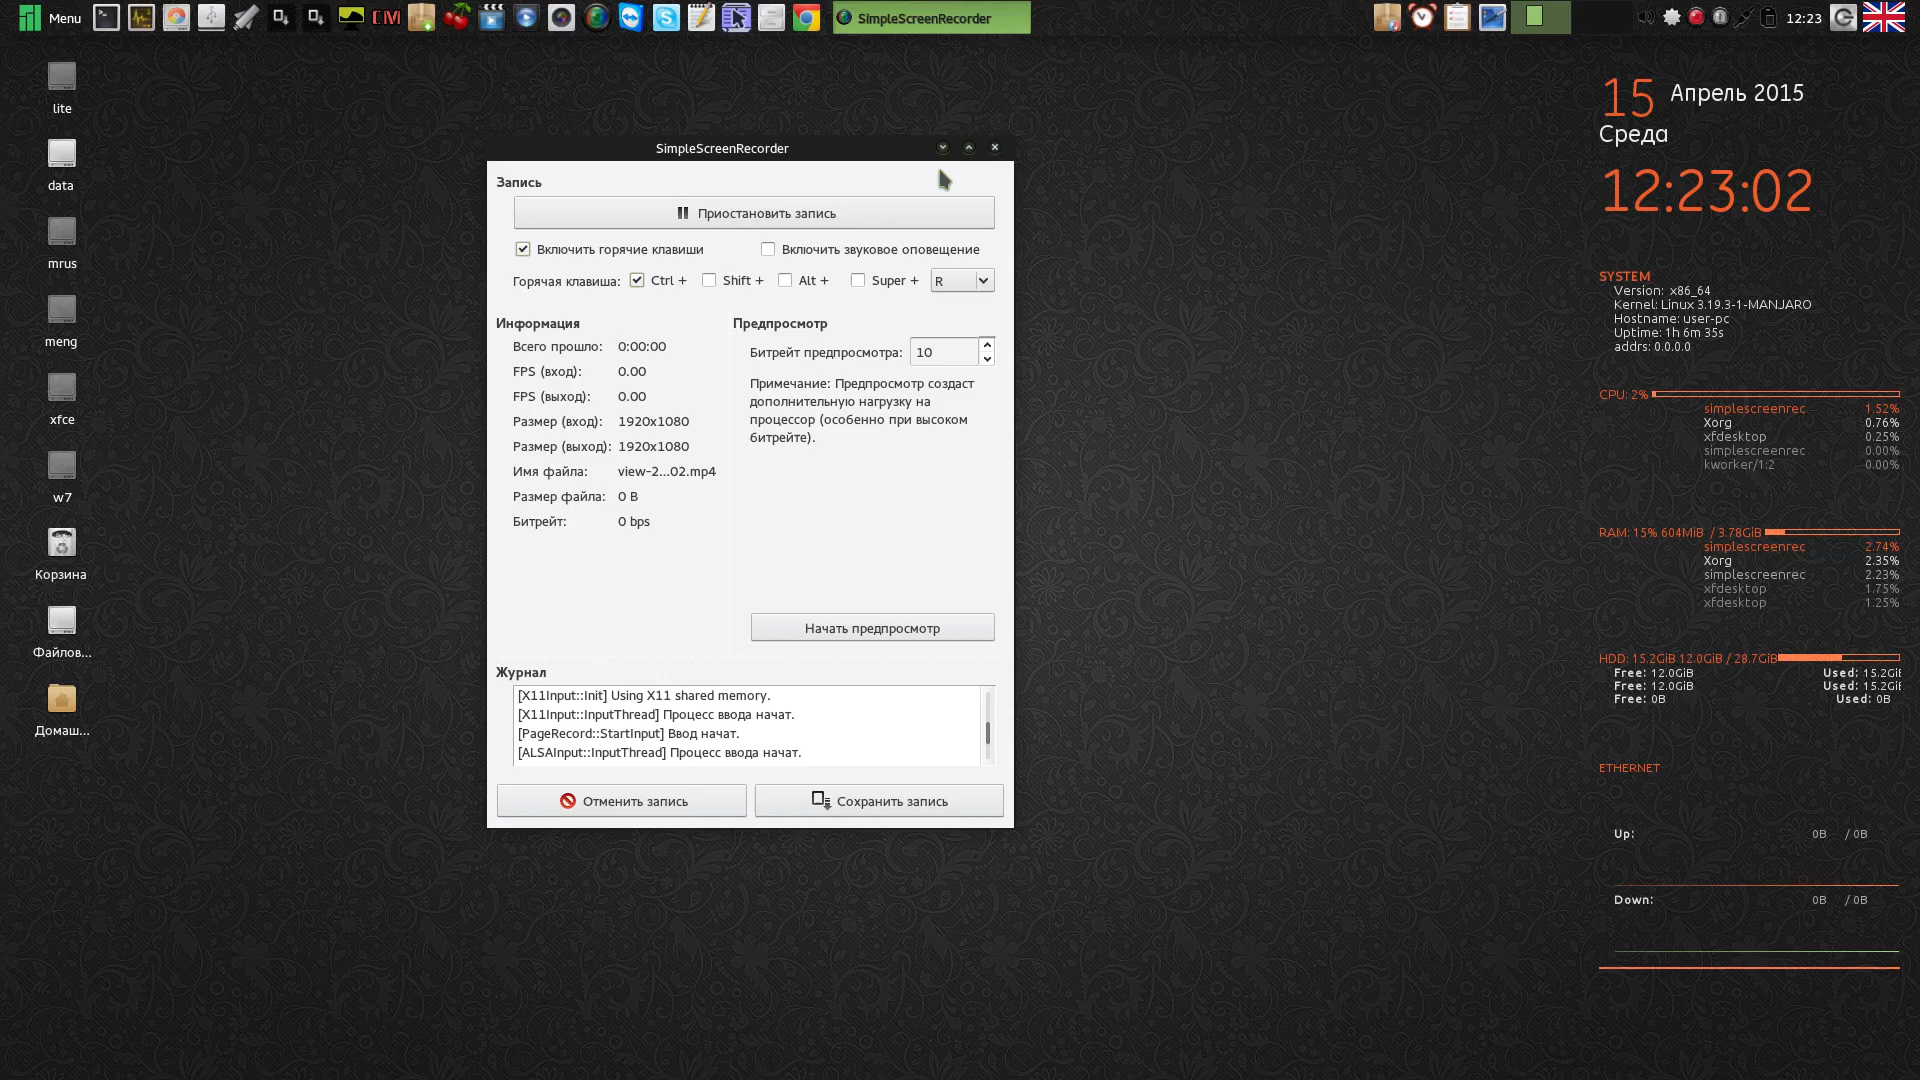 Menu
SimpleScreenRecorder
12:23
lite
data
mrus
meng
xfce
w7
Корзина
Файлов...
Домаш...
SimpleScreenRecorder
Запись
Приостановить запись
Включить горячие клавиши
Включить звуковое оповещение
Горячая клавиша: Ctrl + Shift + Alt + Super + R
Информация
Всего прошло: 0:00:00
FPS (вход): 0.00
FPS (выход): 0.00
Размер (вход): 1920x1080
Размер (выход): 1920x1080
Имя файла: view-2...02.mp4
Размер файла: 0 B
Битрейт: 0 bps
Предпросмотр
Битрейт предпросмотра: 10
Примечание: Предпросмотр создаст
дополнительную нагрузку на
процессор (особенно при высоком
битрейте).
Начать предпросмотр
Журнал
[X11Input::Init] Using X11 shared memory.
[X11Input::InputThread] Процесс ввода начат.
[PageRecord::StartInput] Ввод начат.
[ALSAInput::InputThread] Процесс ввода начат.
Отменить запись
Сохранить запись
15 Апрель 2015
Среда
12:23:02
SYSTEM
Version: x86_64
Kernel: Linux 3.19.3-1-MANJARO
Hostname: user-pc
Uptime: 1h 6m 35s
addrs: 0.0.0.0
CPU: 2%
simplescreenrec 1.52%
Xorg 0.76%
xfdesktop 0.25%
simplescreenrec 0.00%
kworker/1:2 0.00%
RAM: 15% 604MiB / 3.78GiB
simplescreenrec 2.74%
Xorg 2.35%
simplescreenrec 2.23%
xfdesktop 1.75%
xfdesktop 1.25%
HDD: 15.2GiB 12.0GiB / 28.7GiB
Free: 12.0GiB Used: 15.2GiB
Free: 12.0GiB Used: 15.2GiB
Free: 0B Used: 0B
ETHERNET
Up: 0B / 0B
Down: 0B / 0B